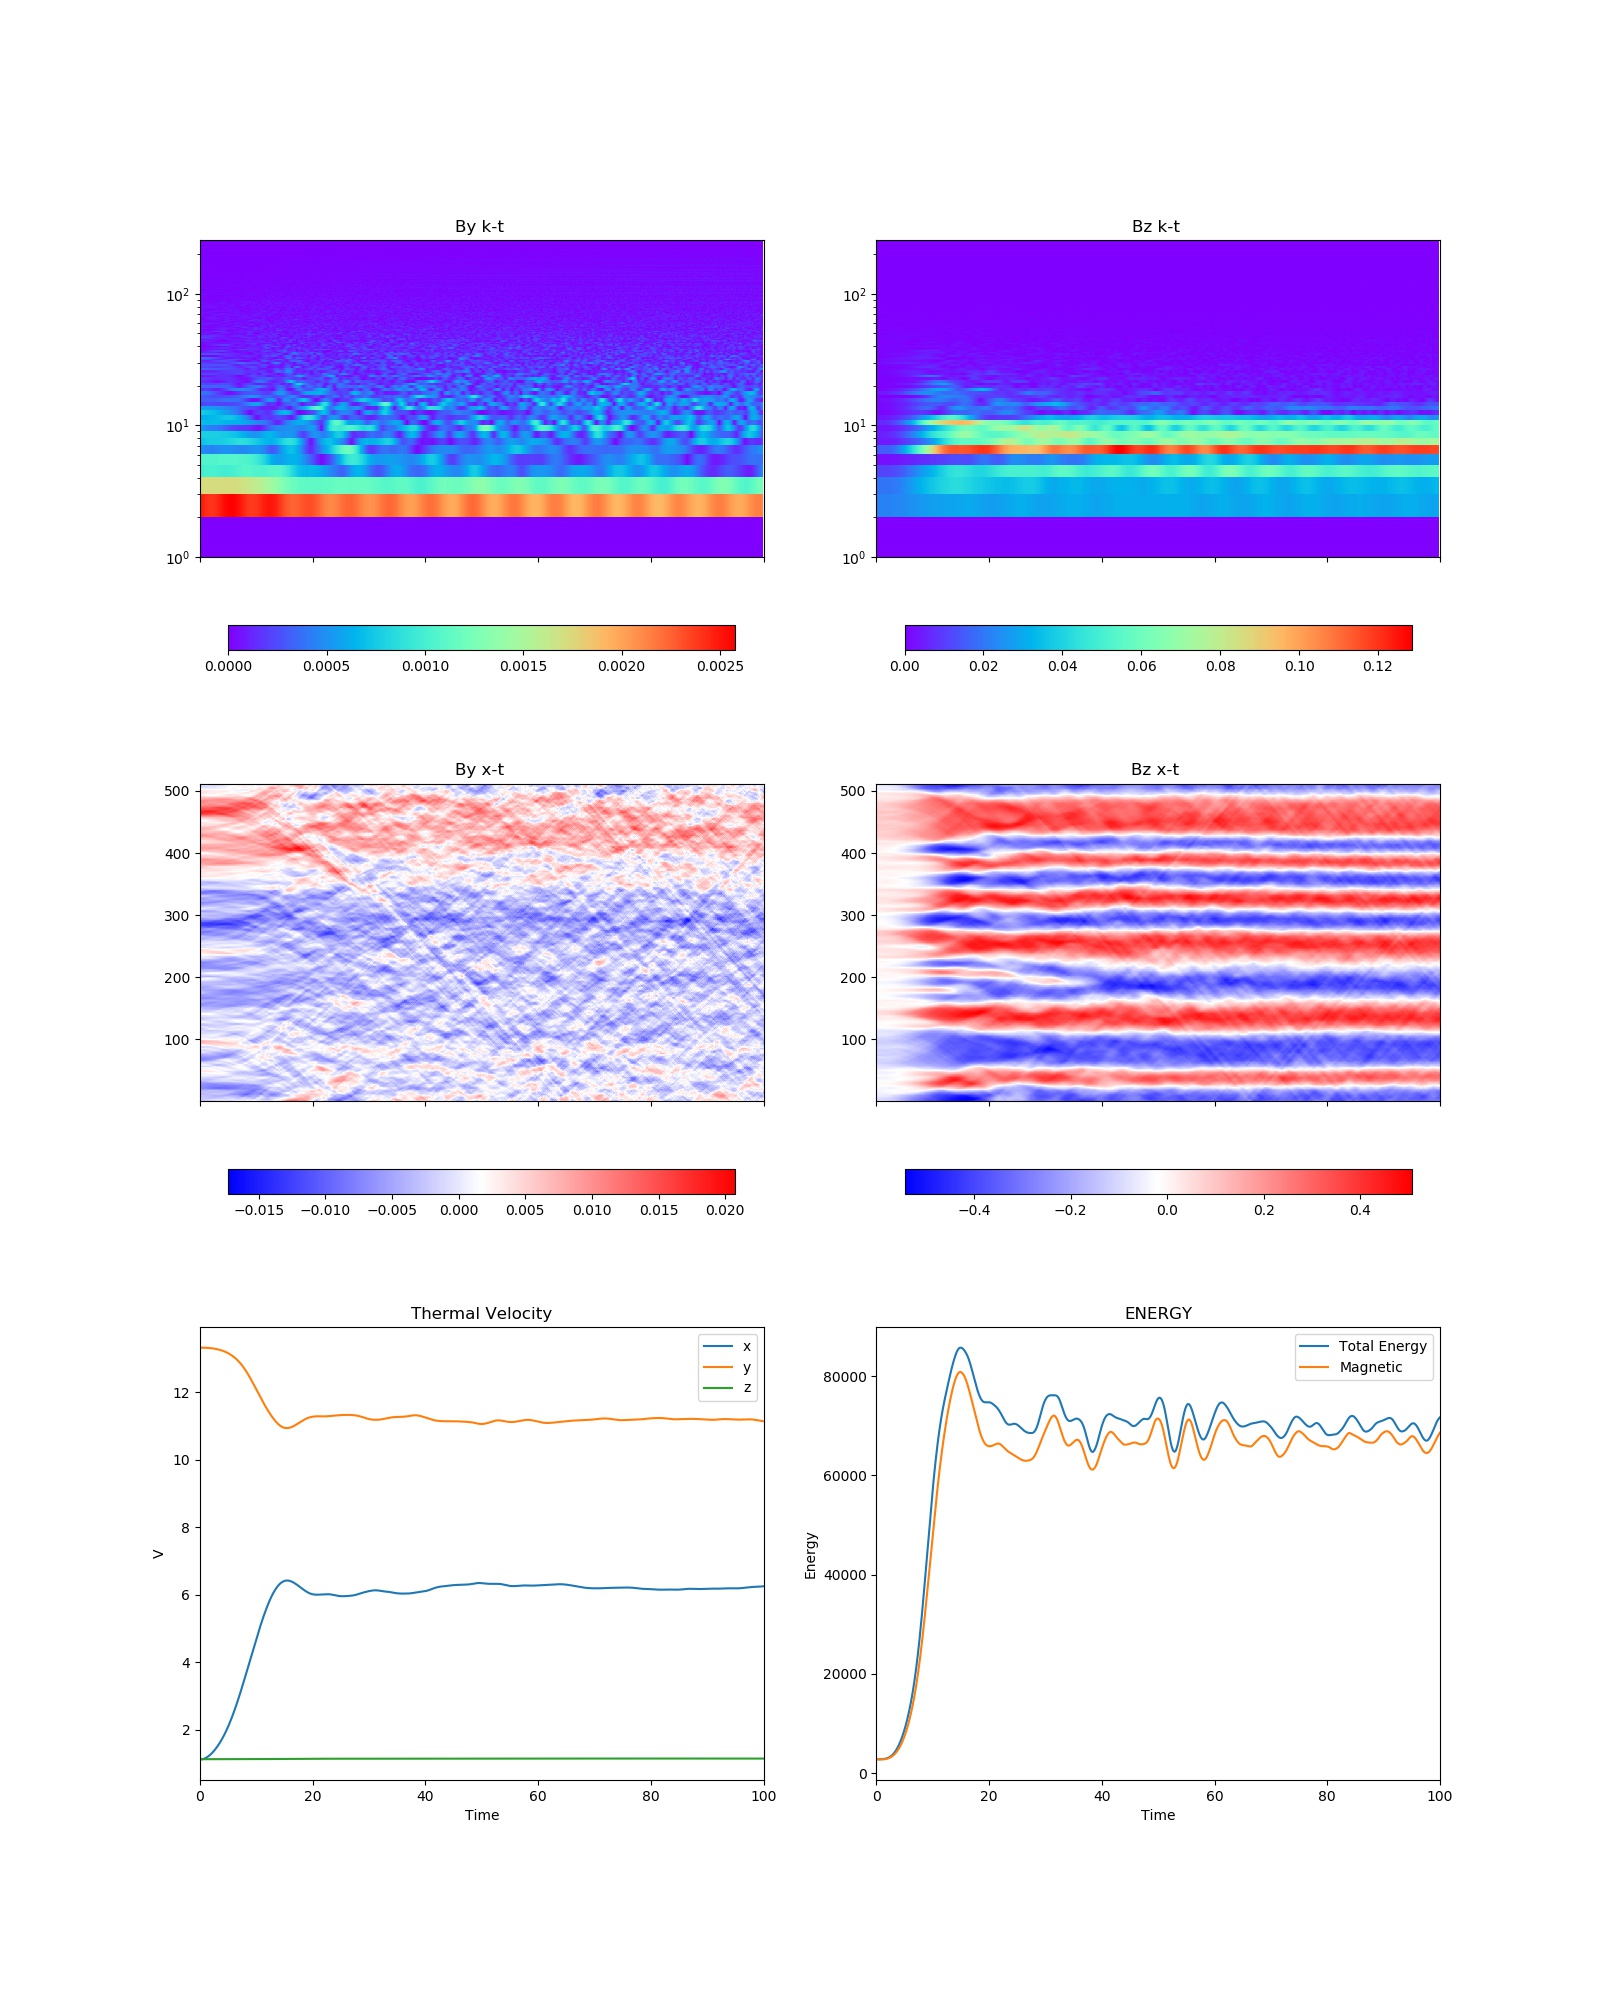 By k-t
Bz k-t
10²
10¹
10⁰
10²
10¹
10⁰
0.0000 0.0005 0.0010 0.0015 0.0020 0.0025
0.00 0.02 0.04 0.06 0.08 0.10 0.12
By x-t
Bz x-t
500
400
300
200
100
500
400
300
200
100
−0.015 −0.010 −0.005 0.000 0.005 0.010 0.015 0.020
−0.4 −0.2 0.0 0.2 0.4
Thermal Velocity
x
y
z
12
10
8
6
4
2
V
0 20 40 60 80 100
Time
ENERGY
Total Energy
Magnetic
80000
60000
40000
20000
0
Energy
0 20 40 60 80 100
Time